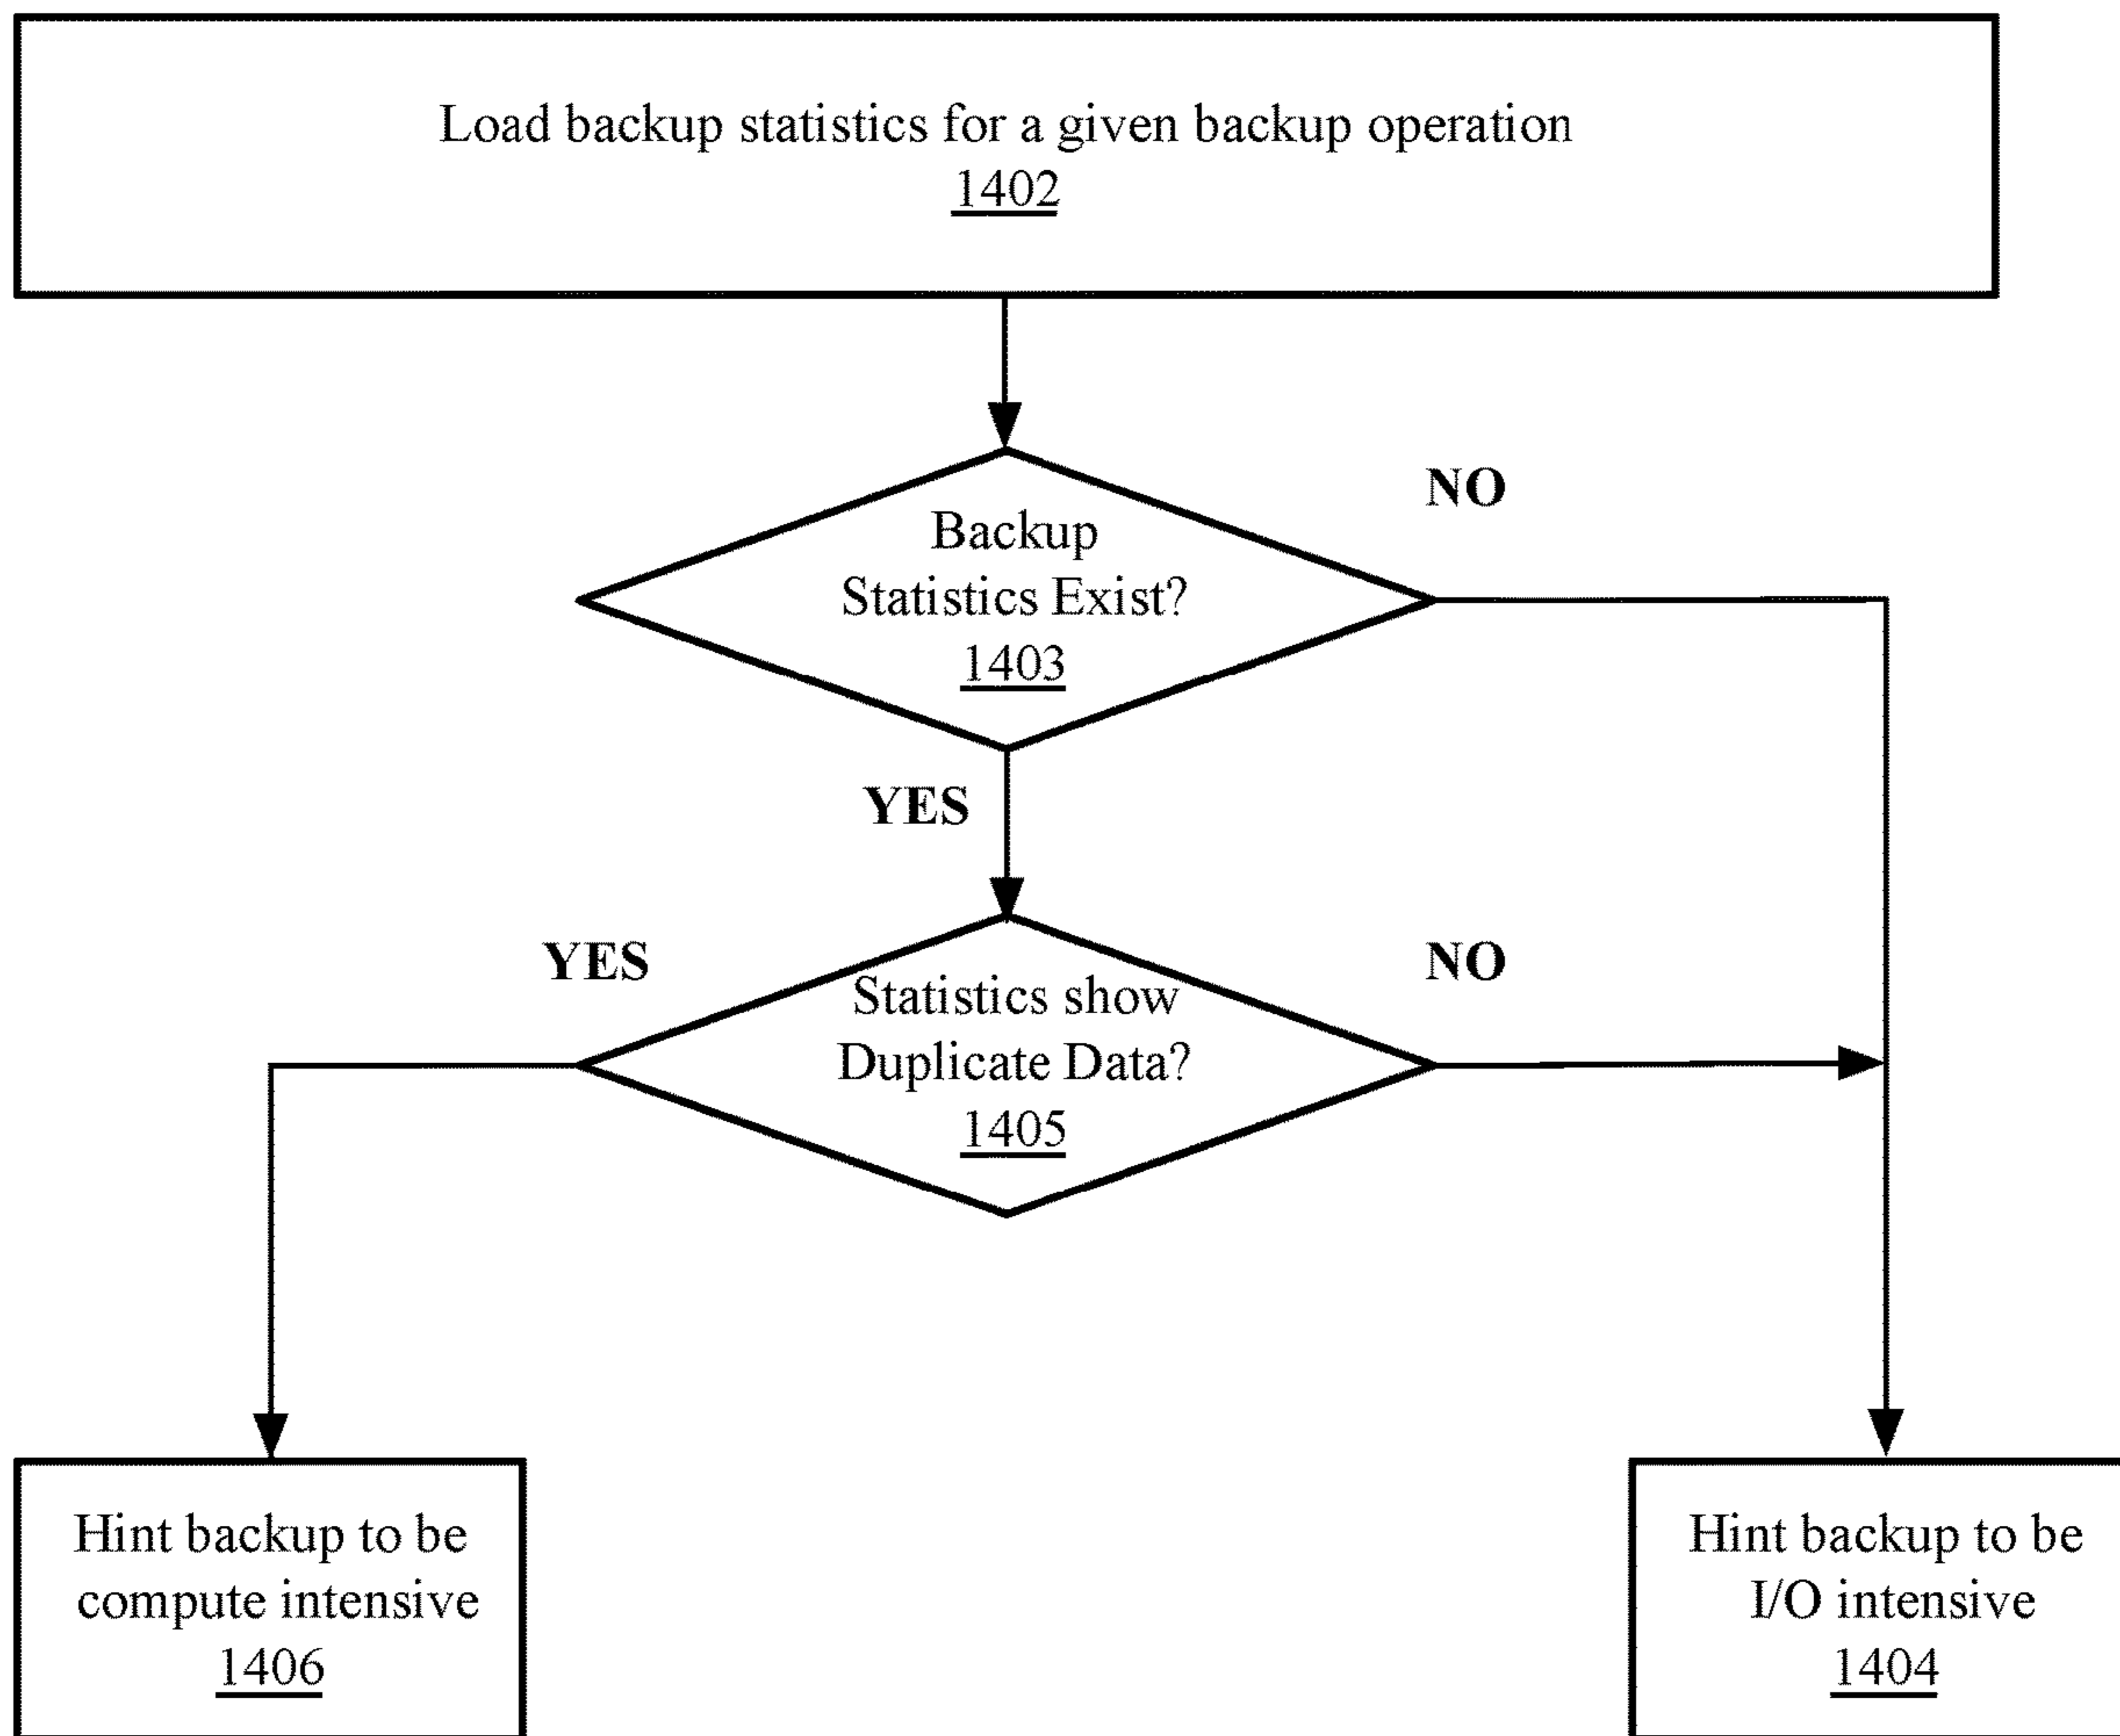 Load backup statistics for a given backup operation
1402
NO
Backup
Statistics Exist?
1403
YES
YES
NO
Statistics show
Duplicate Data?
1405
Hint backup to be
compute intensive
1406
Hint backup to be
I/O intensive
1404